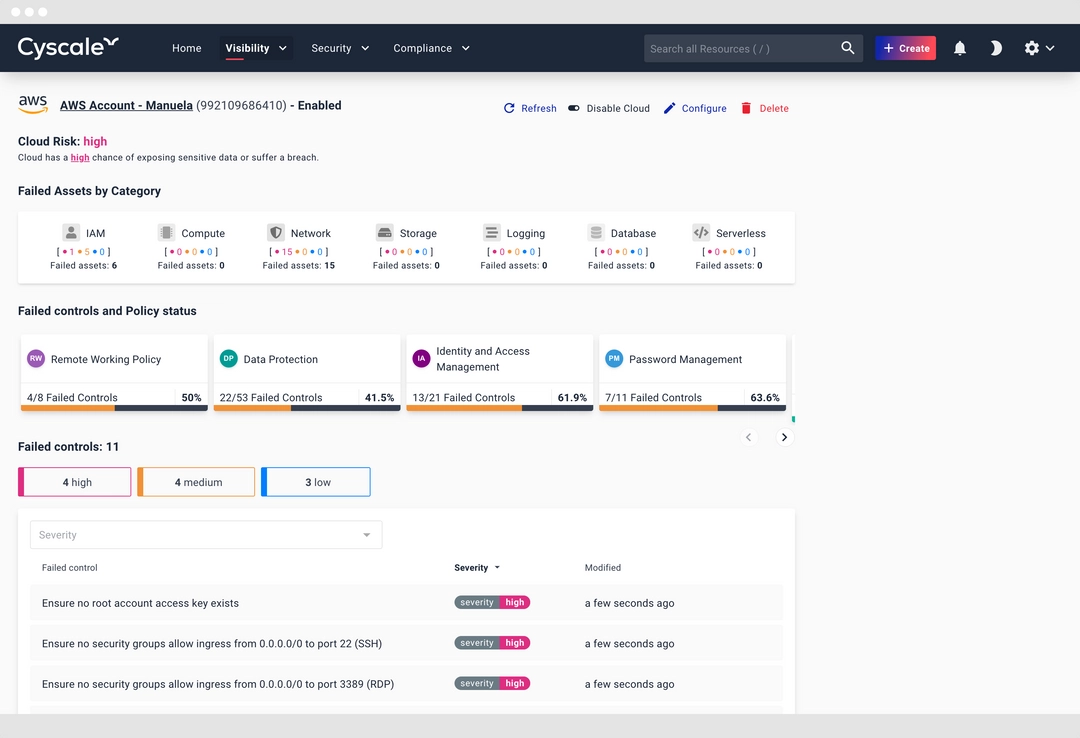 Cyscale
Home
Visibility
Security
Compliance
Search all Resources ( / )
+ Create
aws
AWS Account - Manuela (992109686410) - Enabled
Refresh
Disable Cloud
Configure
Delete
Cloud Risk: high
Cloud has a high chance of exposing sensitive data or suffer a breach.
Failed Assets by Category
IAM
[ • 1 • 5 • 0 ]
Failed assets: 6
Compute
[ • 0 • 0 • 0 ]
Failed assets: 0
Network
[ • 15 • 0 • 0 ]
Failed assets: 15
Storage
[ • 0 • 0 • 0 ]
Failed assets: 0
Logging
[ • 0 • 0 • 0 ]
Failed assets: 0
Database
[ • 0 • 0 • 0 ]
Failed assets: 0
Serverless
[ • 0 • 0 • 0 ]
Failed assets: 0
Failed controls and Policy status
RW Remote Working Policy
4/8 Failed Controls 50%
DP Data Protection
22/53 Failed Controls 41.5%
IA Identity and Access
Management
13/21 Failed Controls 61.9%
PM Password Management
7/11 Failed Controls 63.6%
Failed controls: 11
4 high
4 medium
3 low
Severity
Failed control Severity Modified
Ensure no root account access key exists severity high a few seconds ago
Ensure no security groups allow ingress from 0.0.0.0/0 to port 22 (SSH) severity high a few seconds ago
Ensure no security groups allow ingress from 0.0.0.0/0 to port 3389 (RDP) severity high a few seconds ago